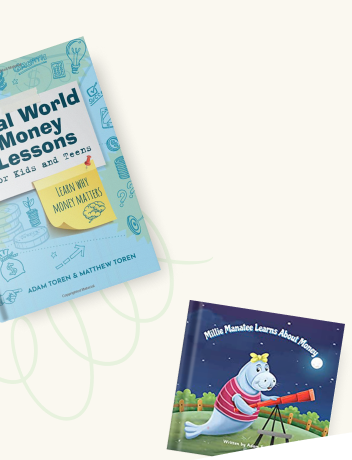 al World
Money
Lessons
or Kids and Teens
LEARN WHY
MONEY MATTERS
ADAM TOREN & MATTHEW TOREN
Millie Manatee Learns About Money
Written by